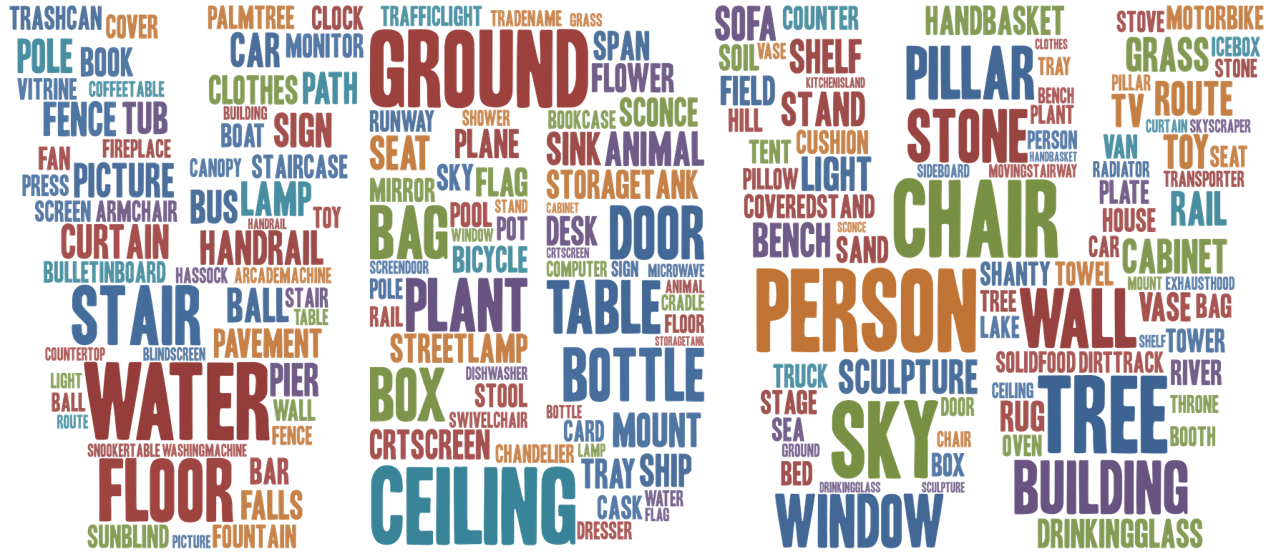 TRASHCAN COVER
POLE BOOK
VITRINE COFFEETABLE
FENCE TUB
FIREPLACE
FAN
PRESS PICTURE
SCREEN ARMCHAIR
CURTAIN
BULLETINBOARD HASSOCK ARCADEMACHINE
PALMTREE CLOCK
CAR MONITOR
CLOTHES PATH
BUILDING
BOAT SIGN
CANOPY STAIRCASE
BUS LAMP TOY
HANDRAIL
HANDRAIL
STAIR BALL STAIR
TABLE
PAVEMENT
COUNTERTOP BLINDSCREEN
LIGHT WATER PIER
BALL WALL
ROUTE FENCE
SNOOKERTABLE WASHINGMACHINE
FLOOR BAR
FALLS
SUNBLIND PICTURE FOUNTAIN
TRAFFICLIGHT TRADENAME GRASS
GROUND SPAN
FLOWER
RUNWAY SHOWER BOOKCASE SCONCE
SEAT PLANE SINK ANIMAL
MIRROR SKY FLAG STORAGETANK
BAG POOL STAND CABINET
WINDOW POT DESK DOOR
CRTSCREEN
SCREENDOOR BICYCLE COMPUTER SIGN MICROWAVE
POLE PLANT TABLE ANIMAL
CRADLE
RAIL FLOOR
STORAGETANK
STREETLAMP BOTTLE
BOX DISHWASHER
STOOL
SWIVELCHAIR BOTTLE
CARD MOUNT
CRTSCREEN CHANDELIER LAMP
CEILING TRAY SHIP
CASK WATER
FLAG
DRESSER
SOFA COUNTER
SOIL VASE SHELF
KITCHENISLAND
FIELD STAND
HILL
TENT CUSHION
PILLOW LIGHT
COVEREDSTAND
SCONCE
BENCH SAND
HANDBASKET
CLOTHES
PILLAR TRAY
BENCH
STONE PLANT
PERSON
HANDBASKET
SIDEBOARD MOVINGSTAIRWAY
CHAIR
STOVE MOTORBIKE
GRASS ICEBOX
STONE
PILLAR
TV ROUTE
CURTAIN SKYSCRAPER
VAN TOY SEAT
RADIATOR TRANSPORTER
PLATE
HOUSE RAIL
CAR CABINET
PERSON SHANTY TOWEL MOUNT EXHAUSTHOOD
TREE WALL VASE BAG
LAKE SHELF TOWER
SOLIDFOOD DIRTTRACK
TRUCK SCULPTURE CEILING TREE RIVER
STAGE SKY DOOR RUG THRONE
SEA
GROUND CHAIR OVEN BOOTH
BED BOX
DRINKINGGLASS SCULPTURE
BUILDING
WINDOW DRINKINGGLASS